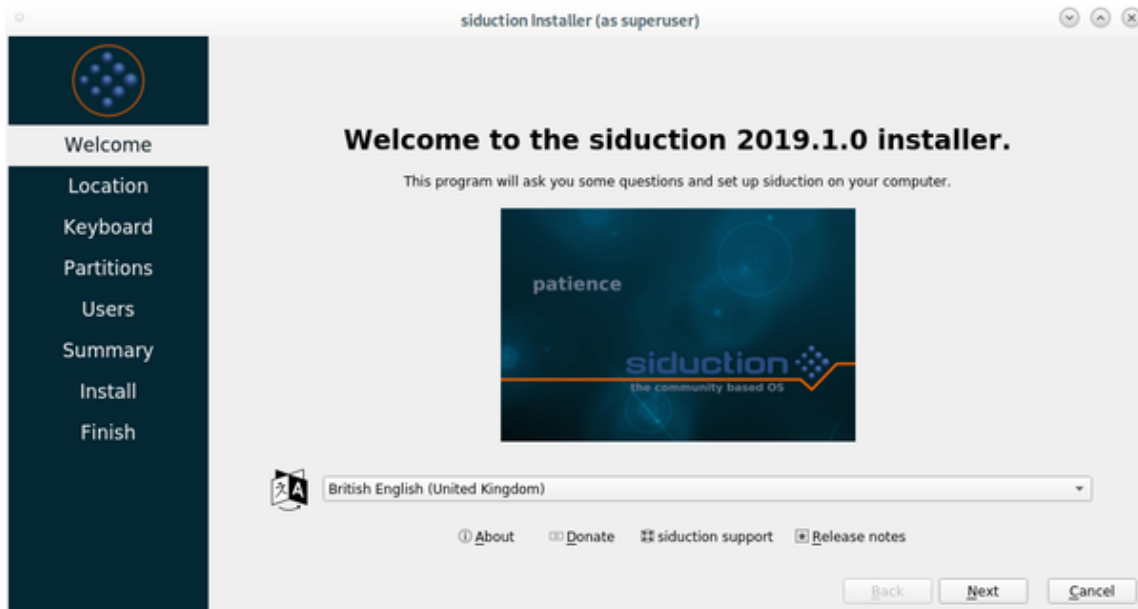 siduction Installer (as superuser)
Welcome
Location
Keyboard
Partitions
Users
Summary
Install
Finish
Welcome to the siduction 2019.1.0 installer.
This program will ask you some questions and set up siduction on your computer.
patience
siduction
the community based OS
文A
British English (United Kingdom)
About Donate siduction support Release notes
Back Next Cancel